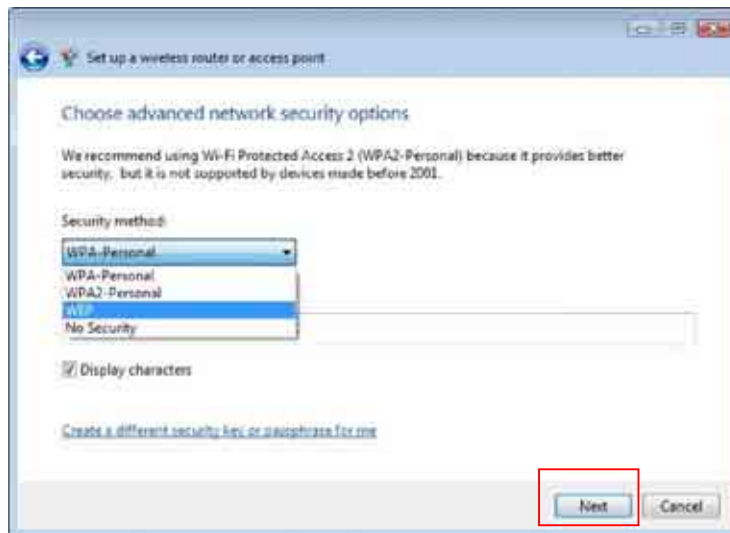 Set up a wireless router or access point
Choose advanced network security options
We recommend using Wi-Fi Protected Access 2 (WPA2-Personal) because it provides better
security, but it is not supported by devices made before 2001.
Security method:
WPA-Personal
WPA-Personal
WPA2-Personal
WEP
No Security
Display characters
Create a different security key or passphrase for me
Next Cancel